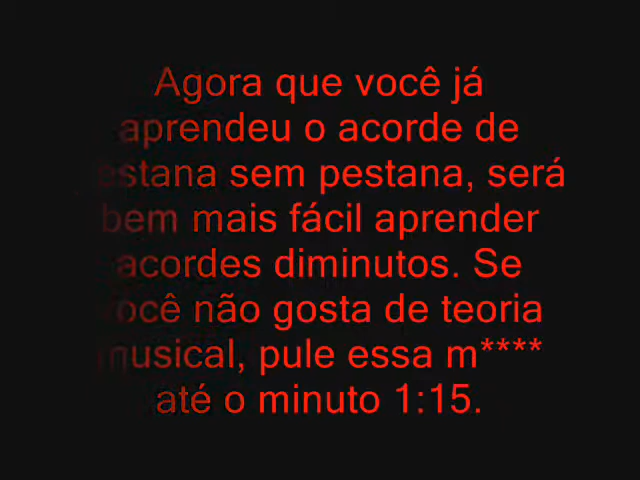 Agora que você já
aprendeu o acorde de
pestana sem pestana, será
bem mais fácil aprender
acordes diminutos. Se
você não gosta de teoria
musical, pule essa m****
até o minuto 1:15.